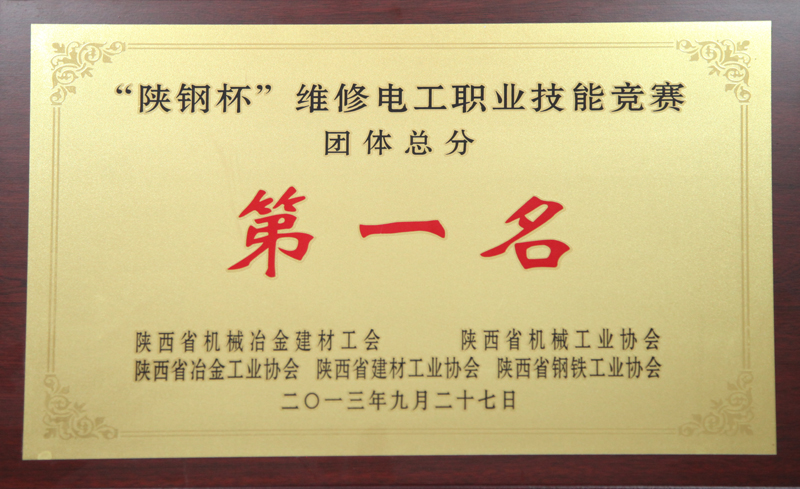 “陕钢杯”维修电工职业技能竞赛
团体总分
第一名
陕西省机械冶金建材工会 陕西省机械工业协会
陕西省冶金工业协会 陕西省建材工业协会 陕西省钢铁工业协会
二〇一三年九月二十七日